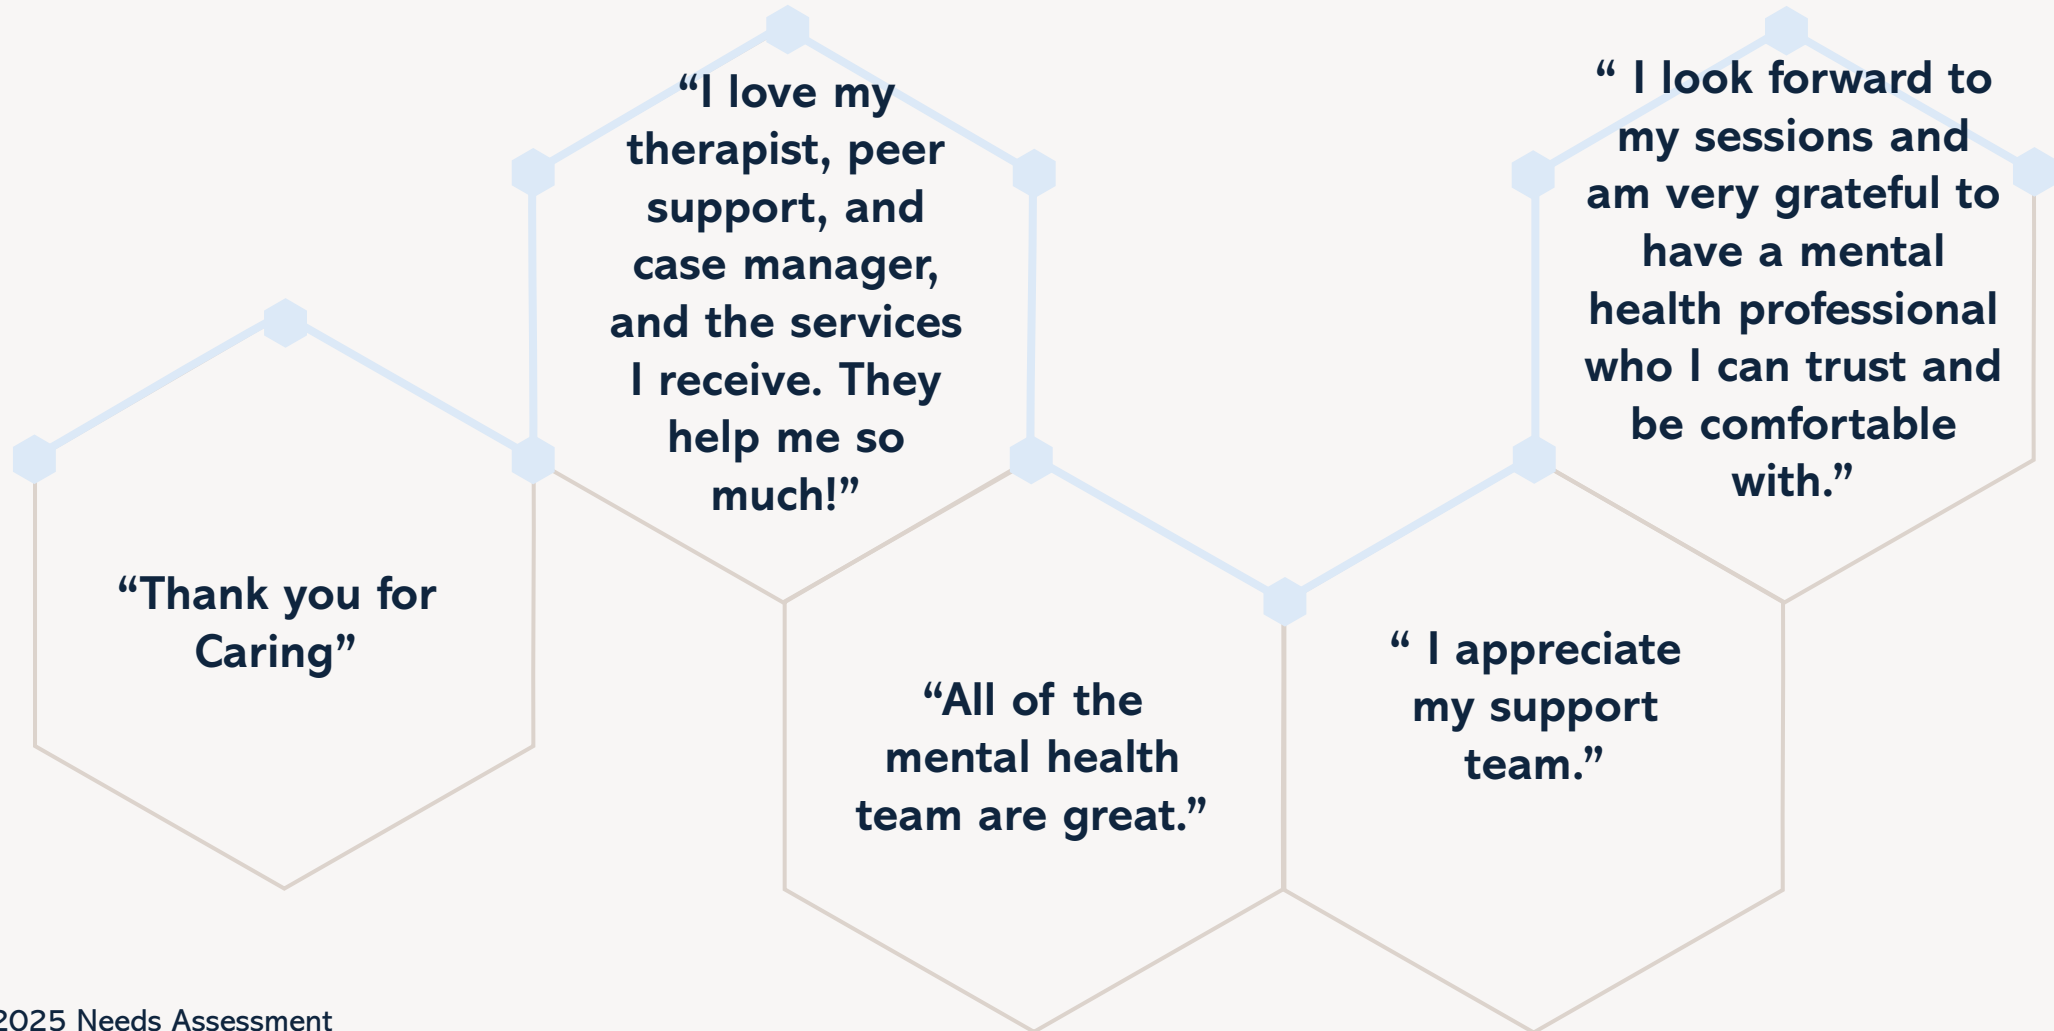 “Thank you for
Caring”
“I love my
therapist, peer
support, and
case manager,
and the services
I receive. They
help me so
much!”
“All of the
mental health
team are great.”
“ I appreciate
my support
team.”
“ I look forward to
my sessions and
am very grateful to
have a mental
health professional
who I can trust and
be comfortable
with.”
2025 Needs Assessment